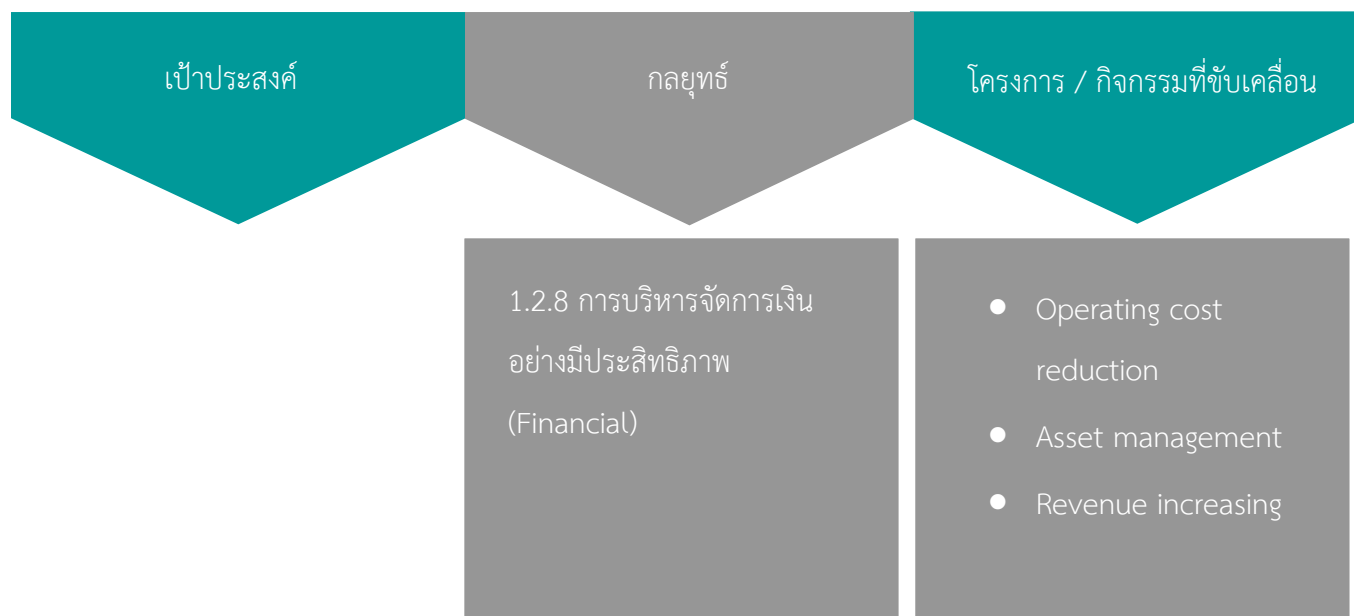 เป้าประสงค์
กลยุทธ์
โครงการ / กิจกรรมที่ขับเคลื่อน
1.2.8 การบริหารจัดการเงิน
อย่างมีประสิทธิภาพ
(Financial)
● Operating cost
reduction
● Asset management
● Revenue increasing